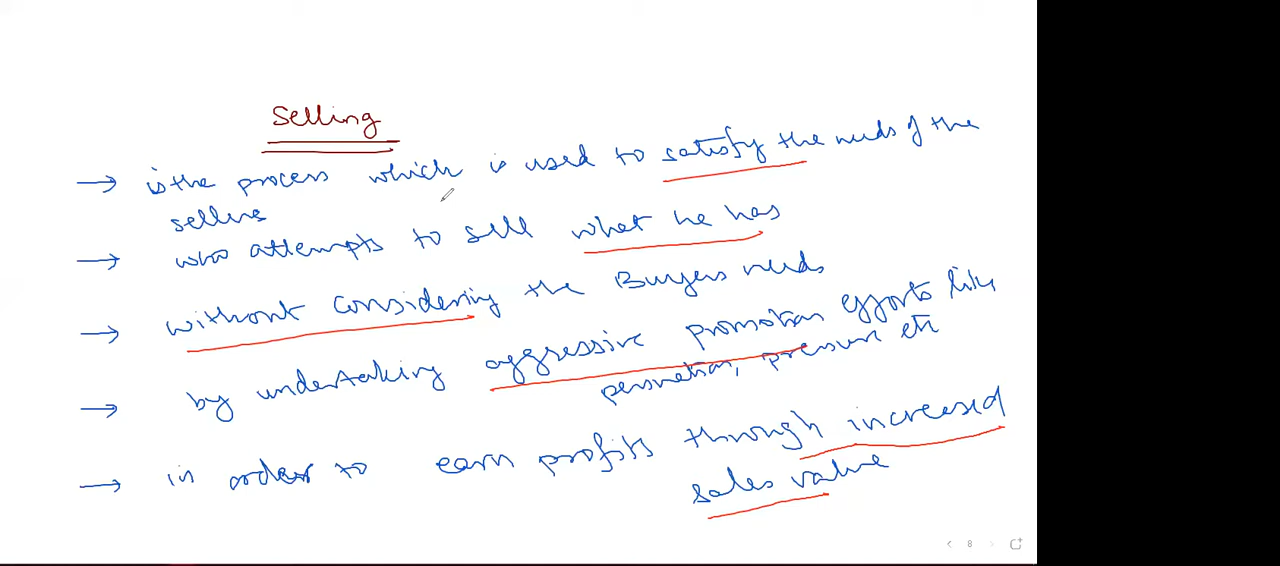 Selling
→ is the process which is used to satisfy the needs of the
sellers
→ who attempts to sell what he has
→ without considering the Buyers needs
→ by undertaking aggressive promotion efforts like
persuation, pressure etc
→ in order to earn profits through increased
sales value
8